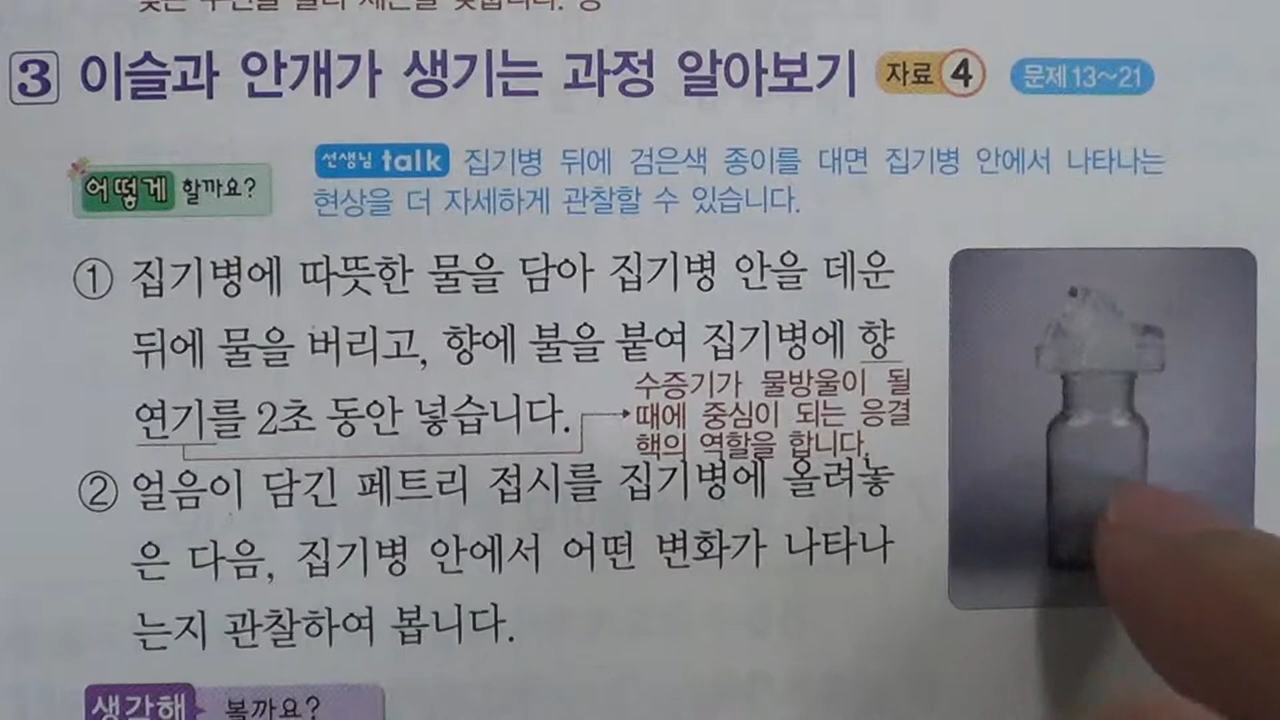 3 이슬과 안개가 생기는 과정 알아보기 자료 4 문제 13~21
어떻게 할까요?
선생님 talk 집기병 뒤에 검은색 종이를 대면 집기병 안에서 나타나는
현상을 더 자세하게 관찰할 수 있습니다.
① 집기병에 따뜻한 물을 담아 집기병 안을 데운
뒤에 물을 버리고, 향에 불을 붙여 집기병에 향
연기를 2초 동안 넣습니다.
수증기가 물방울이 될
때에 중심이 되는 응결
핵의 역할을 합니다.
② 얼음이 담긴 페트리 접시를 집기병에 올려놓
은 다음, 집기병 안에서 어떤 변화가 나타나
는지 관찰하여 봅니다.
생각해 볼까요?